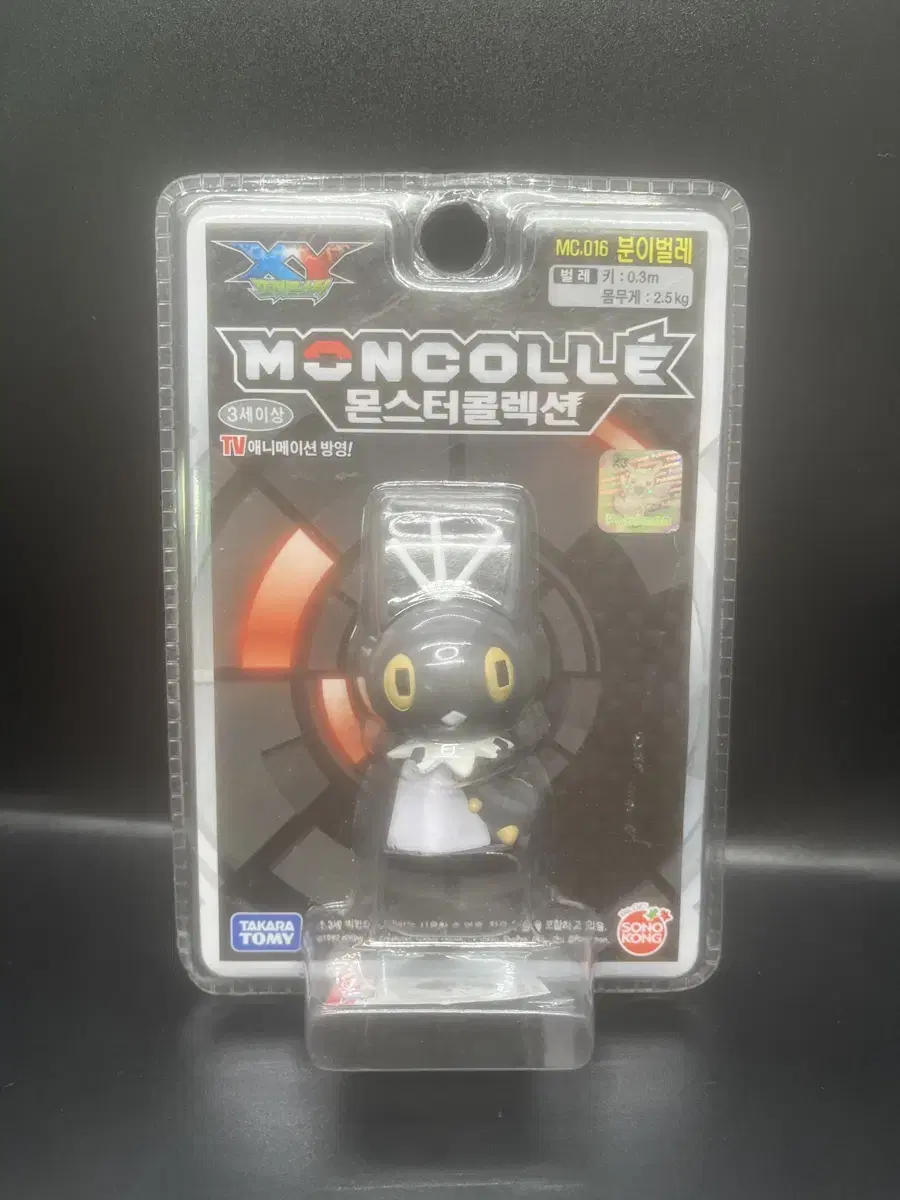 XY
MC.016 분이벌레
벌레 키 : 0.3m
몸무게 : 2.5kg
MONCOLLÉ
몬스터콜렉션
3세이상
TV 애니메이션 방영!
TAKARA
TOMY
SONO
KONG